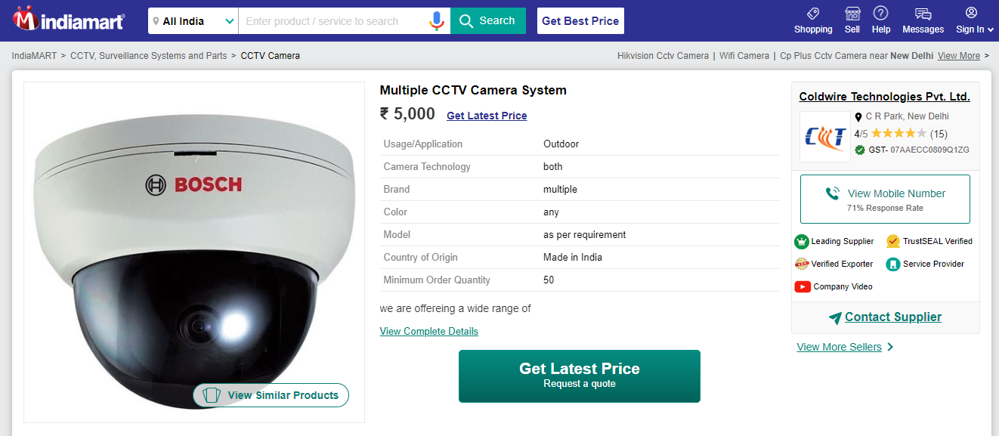 indiamart
All India
Enter product / service to search
Search
Get Best Price
Shopping
Sell
Help
Messages
Sign In
IndiaMART > CCTV, Surveillance Systems and Parts > CCTV Camera
Hikvision Cctv Camera | Wifi Camera | Cp Plus Cctv Camera near New Delhi View More >
BOSCH
View Similar Products
Multiple CCTV Camera System
₹ 5,000 Get Latest Price
Usage/Application Outdoor
Camera Technology both
Brand multiple
Color any
Model as per requirement
Country of Origin Made in India
Minimum Order Quantity 50
we are offereing a wide range of
View Complete Details
Get Latest Price
Request a quote
Coldwire Technologies Pvt. Ltd.
CWT
C R Park, New Delhi
4/5 (15)
GST- 07AAECC0809Q1ZG
View Mobile Number
71% Response Rate
Leading Supplier
TrustSEAL Verified
Verified Exporter
Service Provider
Company Video
Contact Supplier
View More Sellers